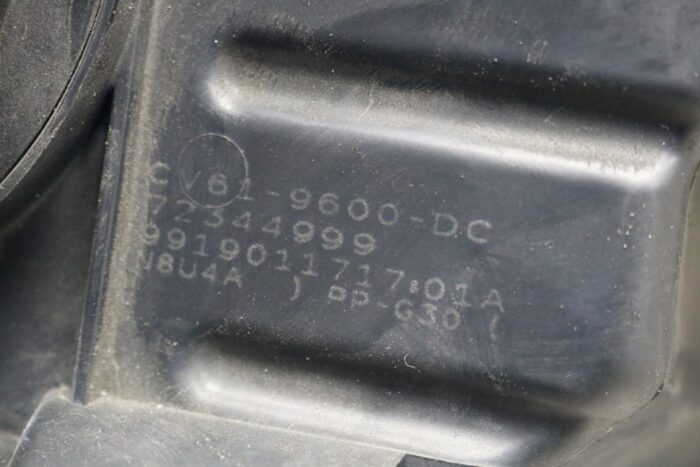 CV61-9600-DC
72344999
9919011717:01A
N8U4A ) PP-G30 (